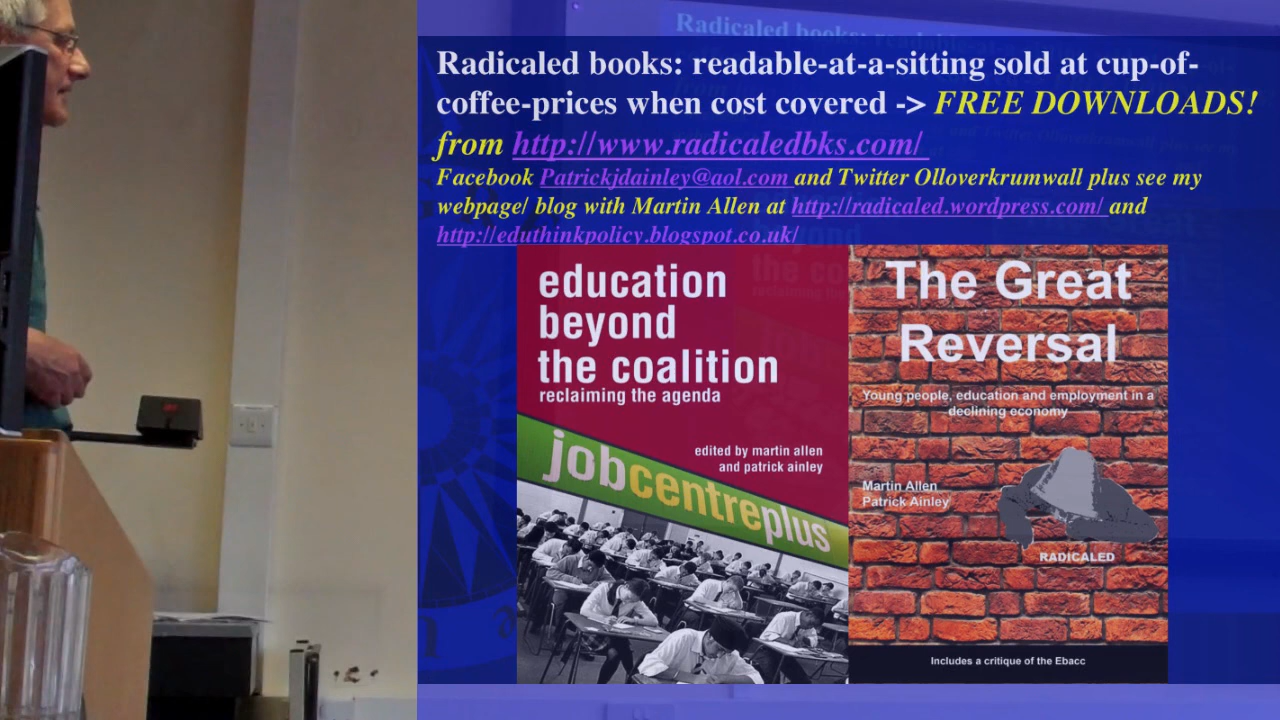 Radicaled books: readable-at-a-sitting sold at cup-of-
coffee-prices when cost covered -> FREE DOWNLOADS!
from http://www.radicaledbks.com/
Facebook Patrickjdainley@aol.com and Twitter Olloverkrumwall plus see my
webpage/ blog with Martin Allen at http://radicaled.wordpress.com/ and
http://eduthinkpolicy.blogspot.co.uk/
education
beyond
the coalition
reclaiming the agenda
edited by martin allen
and patrick ainley
jobcentreplus
The Great
Reversal
Young people, education and employment in a
declining economy
Martin Allen
Patrick Ainley
RADICALED
Includes a critique of the Ebacc